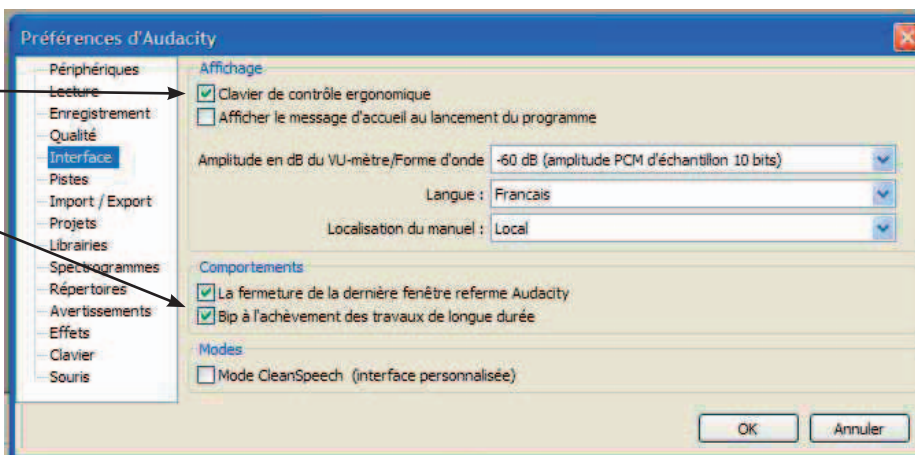 Préférences d'Audacity
Périphériques
Lecture
Enregistrement
Qualité
Interface
Pistes
Import / Export
Projets
Librairies
Spectrogrammes
Répertoires
Avertissements
Effets
Clavier
Souris
Affichage
Clavier de contrôle ergonomique
Afficher le message d'accueil au lancement du programme
Amplitude en dB du VU-mètre/Forme d'onde -60 dB (amplitude PCM d'échantillon 10 bits)
Langue : Francais
Localisation du manuel : Local
Comportements
La fermeture de la dernière fenêtre referme Audacity
Bip à l'achèvement des travaux de longue durée
Modes
Mode CleanSpeech (interface personnalisée)
OK Annuler